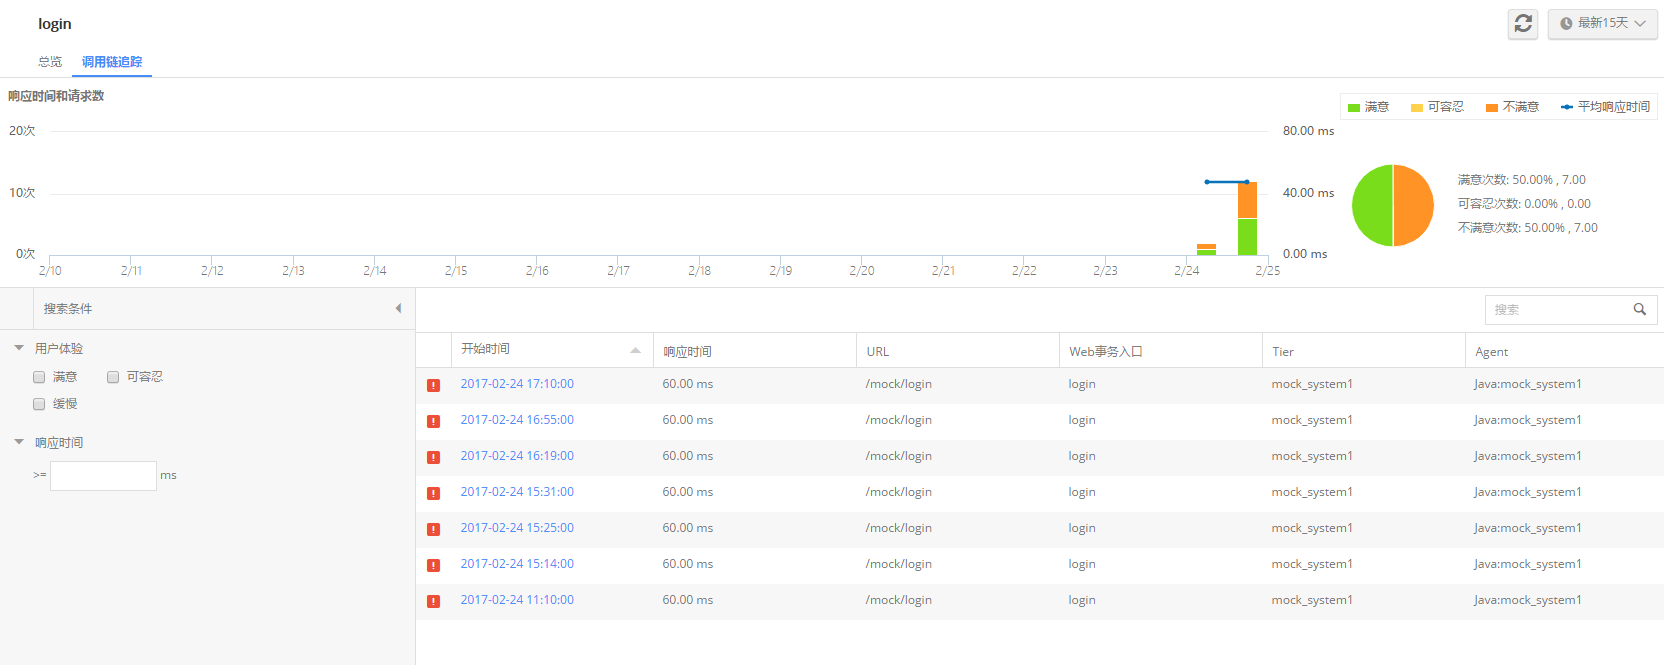 login
最新15天
总览 调用链追踪
响应时间和请求数
满意 可容忍 不满意 平均响应时间
20次
80.00 ms
10次
40.00 ms
0次
0.00 ms
2/10 2/11 2/12 2/13 2/14 2/15 2/16 2/17 2/18 2/19 2/20 2/21 2/22 2/23 2/24 2/25
满意次数: 50.00% , 7.00
可容忍次数: 0.00% , 0.00
不满意次数: 50.00% , 7.00
搜索条件
用户体验
满意 可容忍
缓慢
响应时间
>= ms
搜索
开始时间 响应时间 URL Web事务入口 Tier Agent
2017-02-24 17:10:00 60.00 ms /mock/login login mock_system1 Java:mock_system1
2017-02-24 16:55:00 60.00 ms /mock/login login mock_system1 Java:mock_system1
2017-02-24 16:19:00 60.00 ms /mock/login login mock_system1 Java:mock_system1
2017-02-24 15:31:00 60.00 ms /mock/login login mock_system1 Java:mock_system1
2017-02-24 15:25:00 60.00 ms /mock/login login mock_system1 Java:mock_system1
2017-02-24 15:14:00 60.00 ms /mock/login login mock_system1 Java:mock_system1
2017-02-24 11:10:00 60.00 ms /mock/login login mock_system1 Java:mock_system1